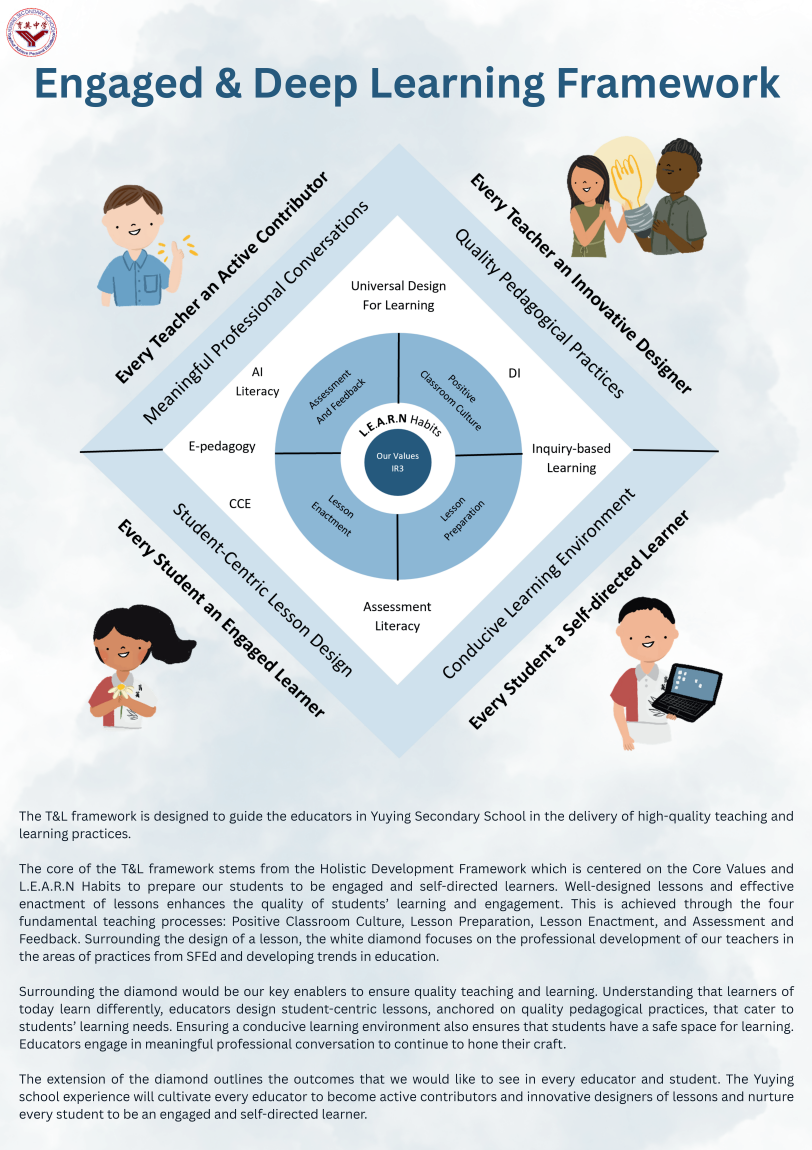 育英中学
Engaged & Deep Learning Framework
Every Teacher an Active Contributor
Meaningful Professional Conversations
Every Teacher an Innovative Designer
Quality Pedagogical Practices
Universal Design
For Learning
AI
Literacy
DI
E-pedagogy
Inquiry-based
Learning
CCE
Assessment
Literacy
Assessment
And Feedback
Positive
Classroom Culture
L.E.A.R.N Habits
Our Values
IR3
Lesson
Enactment
Lesson
Preparation
Student-Centric Lesson Design
Every Student an Engaged Learner
Conducive Learning Environment
Every Student a Self-directed Learner
The T&L framework is designed to guide the educators in Yuying Secondary School in the delivery of high-quality teaching and
learning practices.
The core of the T&L framework stems from the Holistic Development Framework which is centered on the Core Values and
L.E.A.R.N Habits to prepare our students to be engaged and self-directed learners. Well-designed lessons and effective
enactment of lessons enhances the quality of students’ learning and engagement. This is achieved through the four
fundamental teaching processes: Positive Classroom Culture, Lesson Preparation, Lesson Enactment, and Assessment and
Feedback. Surrounding the design of a lesson, the white diamond focuses on the professional development of our teachers in
the areas of practices from SFEd and developing trends in education.
Surrounding the diamond would be our key enablers to ensure quality teaching and learning. Understanding that learners of
today learn differently, educators design student-centric lessons, anchored on quality pedagogical practices, that cater to
students’ learning needs. Ensuring a conducive learning environment also ensures that students have a safe space for learning.
Educators engage in meaningful professional conversation to continue to hone their craft.
The extension of the diamond outlines the outcomes that we would like to see in every educator and student. The Yuying
school experience will cultivate every educator to become active contributors and innovative designers of lessons and nurture
every student to be an engaged and self-directed learner.